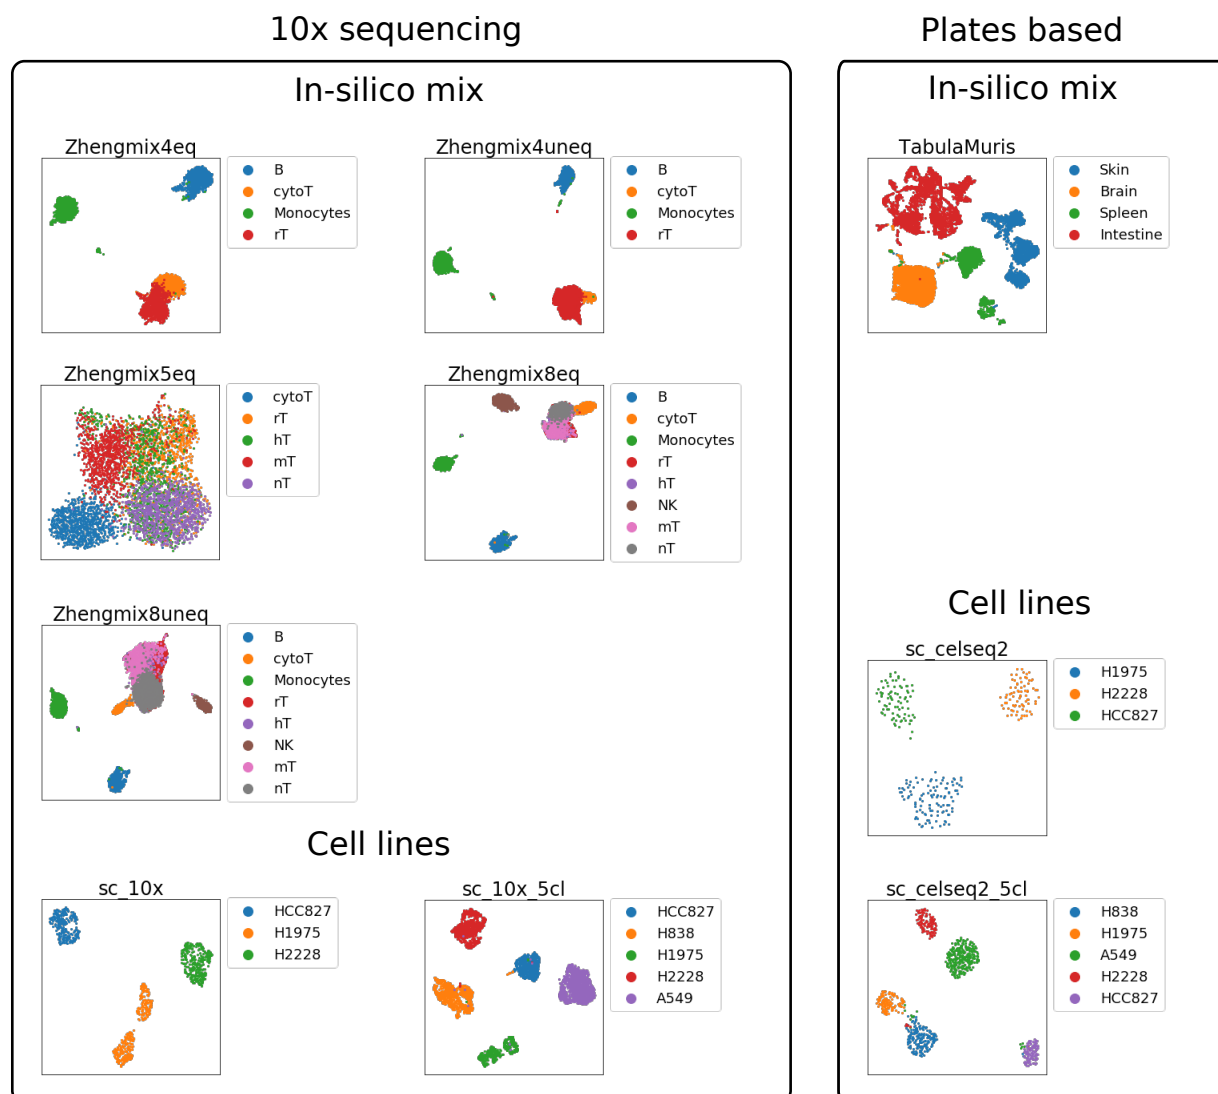 10x sequencing
Plates based
In-silico mix
In-silico mix
Zhengmix4eq
B
cytoT
Monocytes
rT
Zhengmix4uneq
B
cytoT
Monocytes
rT
TabulaMuris
Skin
Brain
Spleen
Intestine
Zhengmix5eq
cytoT
rT
hT
mT
nT
Zhengmix8eq
B
cytoT
Monocytes
rT
hT
NK
mT
nT
Zhengmix8uneq
B
cytoT
Monocytes
rT
hT
NK
mT
nT
Cell lines
sc_celseq2
H1975
H2228
HCC827
Cell lines
sc_10x
HCC827
H1975
H2228
sc_10x_5cl
HCC827
H838
H1975
H2228
A549
sc_celseq2_5cl
H838
H1975
A549
H2228
HCC827